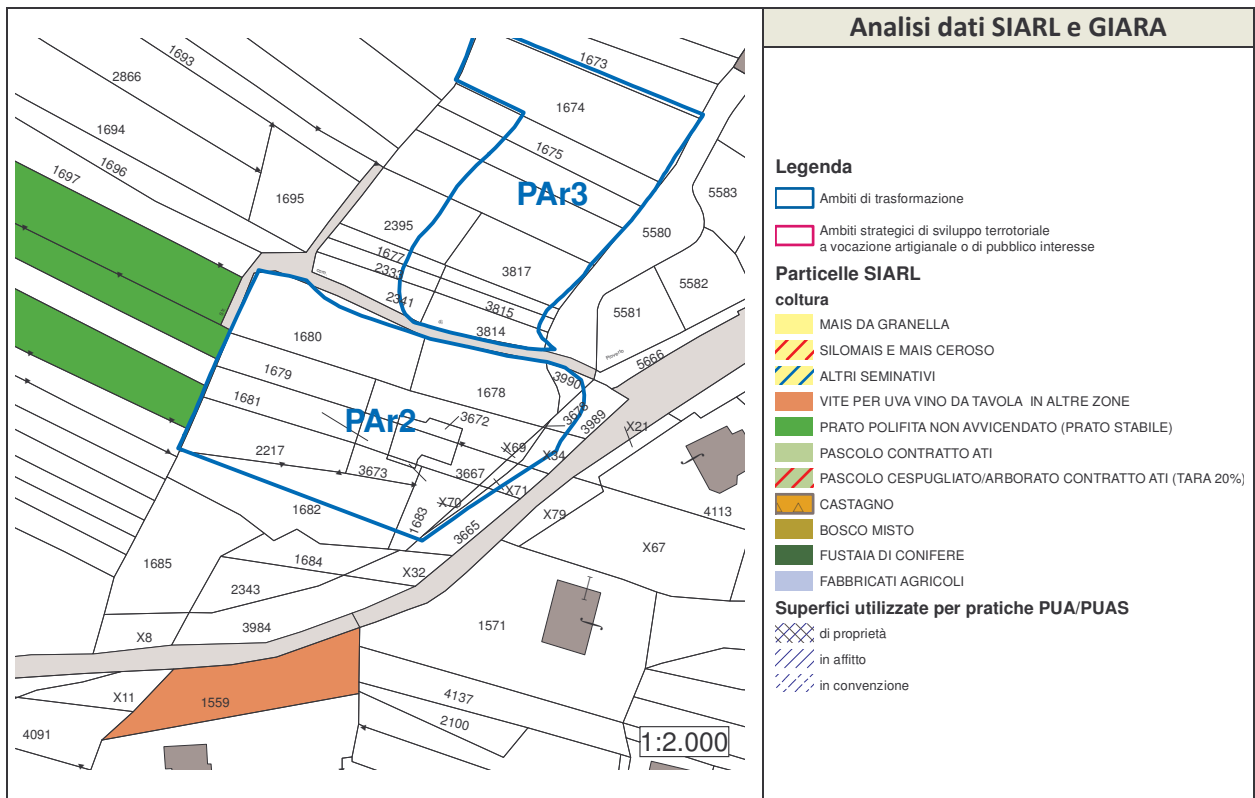 Analisi dati SIARL e GIARA
1693
2866
1694
1696
1697
1695
1673
1674
1675
PAr3
5583
5580
5582
5581
2395
1677
2333
2341
3817
3815
3814
com.
di
Pioverfo
5666
1680
1679
1681
1678
3990
3676
3989
PAr2
3672
X69
X34
X21
2217
3673
3667
X71
X70
1682
1683
3665
X79
4113
X67
1685
1684
X32
2343
3984
X8
1571
X11
1559
4137
2100
4091
1:2.000
Legenda
Ambiti di trasformazione
Ambiti strategici di sviluppo terrotoriale
a vocazione artigianale o di pubblico interesse
Particelle SIARL
coltura
MAIS DA GRANELLA
SILOMAIS E MAIS CEROSO
ALTRI SEMINATIVI
VITE PER UVA VINO DA TAVOLA IN ALTRE ZONE
PRATO POLIFITA NON AVVICENDATO (PRATO STABILE)
PASCOLO CONTRATTO ATI
PASCOLO CESPUGLIATO/ARBORATO CONTRATTO ATI (TARA 20%)
CASTAGNO
BOSCO MISTO
FUSTAIA DI CONIFERE
FABBRICATI AGRICOLI
Superfici utilizzate per pratiche PUA/PUAS
di proprietà
in affitto
in convenzione